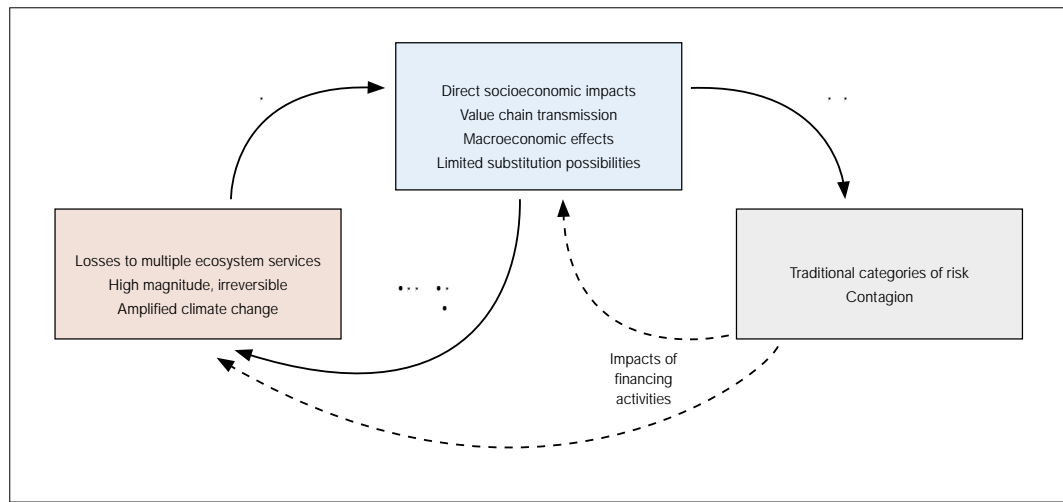 Direct socioeconomic impacts
Value chain transmission
Macroeconomic effects
Limited substitution possibilities
Losses to multiple ecosystem services
High magnitude, irreversible
Amplified climate change
Traditional categories of risk
Contagion
Impacts of
financing
activities